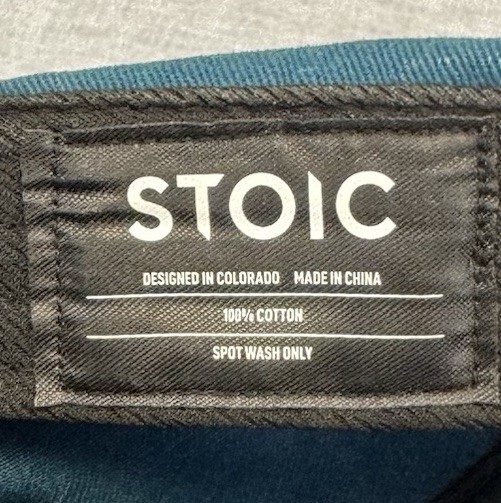 STOIC
DESIGNED IN COLORADO MADE IN CHINA
100% COTTON
SPOT WASH ONLY